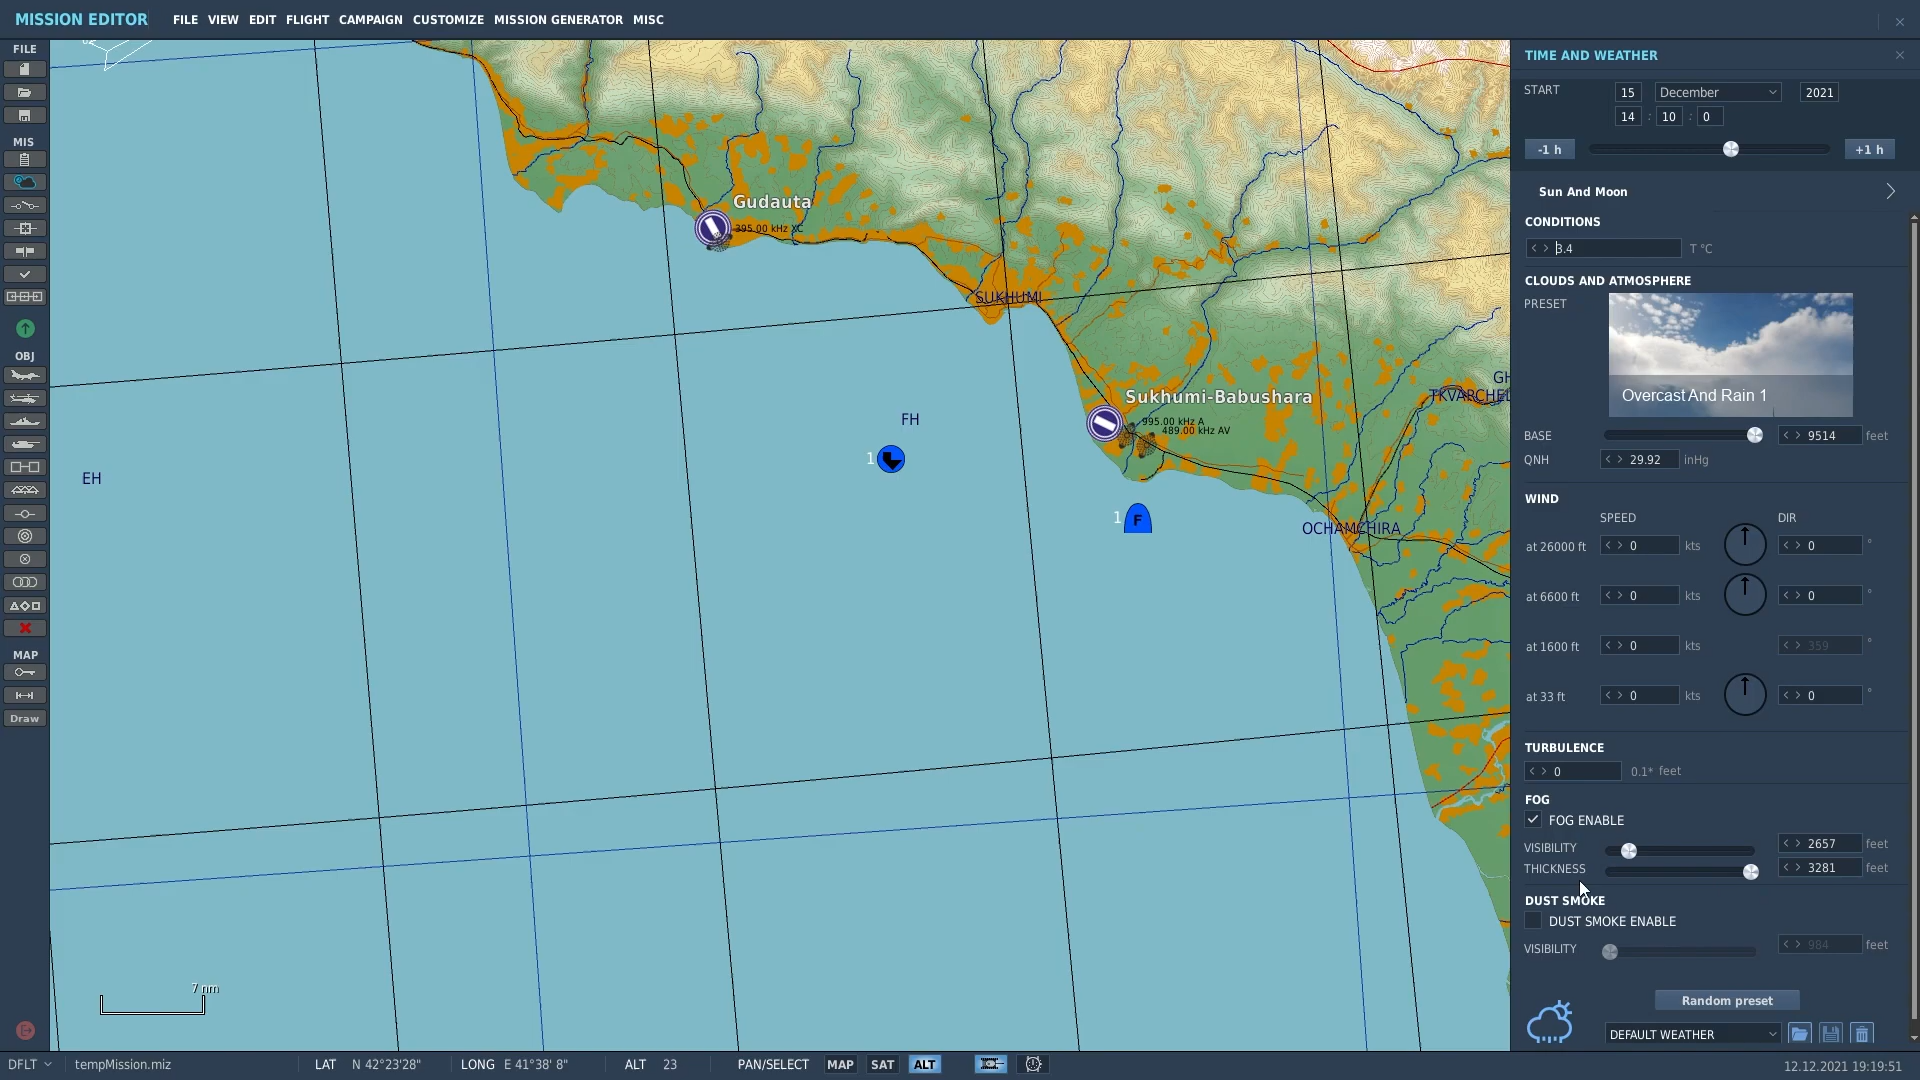 MISSION EDITOR
FILE VIEW EDIT FLIGHT CAMPAIGN CUSTOMIZE MISSION GENERATOR MISC
FILE
MIS
OBJ
MAP
Draw
Gudauta
395.00 kHz XC
SUKHUMI
Sukhumi-Babushara
995.00 kHz A
489.00 kHz AV
GH
TKVARCHEL
FH
1
EH
1 F
OCHAMCHIRA
7 nm
TIME AND WEATHER
START 15 December 2021
14 : 10 : 0
-1 h +1 h
Sun And Moon
CONDITIONS
3.4 T °C
CLOUDS AND ATMOSPHERE
PRESET
Overcast And Rain 1
BASE 9514 feet
QNH 29.92 inHg
WIND
SPEED DIR
at 26000 ft 0 kts 0 °
at 6600 ft 0 kts 0 °
at 1600 ft 0 kts 359 °
at 33 ft 0 kts 0 °
TURBULENCE
0 0.1* feet
FOG
FOG ENABLE
VISIBILITY 2657 feet
THICKNESS 3281 feet
DUST SMOKE
DUST SMOKE ENABLE
VISIBILITY 984 feet
Random preset
DEFAULT WEATHER
DFLT tempMission.miz LAT N 42°23'28" LONG E 41°38' 8" ALT 23 PAN/SELECT MAP SAT ALT 12.12.2021 19:19:51